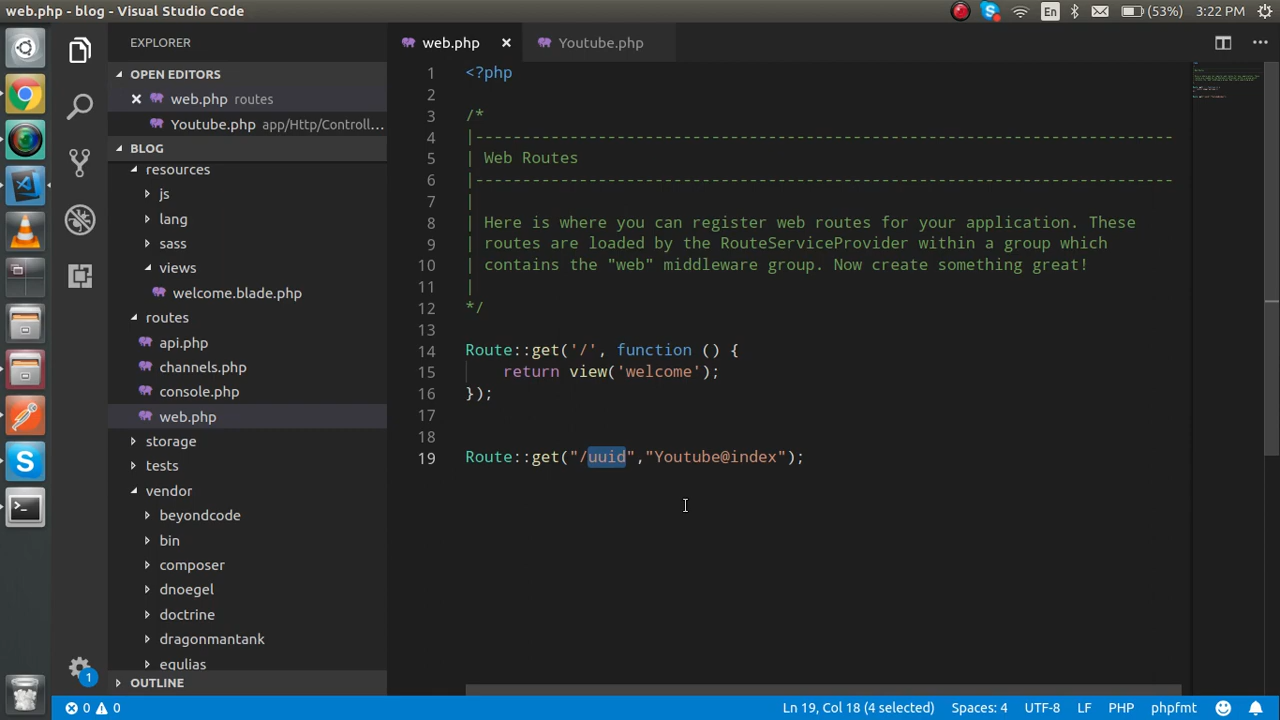 web.php - blog - Visual Studio Code
En
(53%)
3:22 PM
EXPLORER
OPEN EDITORS
web.php routes
Youtube.php app/Http/Controll...
BLOG
resources
js
lang
sass
views
welcome.blade.php
routes
api.php
channels.php
console.php
web.php
storage
tests
vendor
beyondcode
bin
composer
dnoegel
doctrine
dragonmantank
egulias
OUTLINE
1
web.php
Youtube.php
1 <?php
2
3 /*
4 |--------------------------------------------------------------------------
5 | Web Routes
6 |--------------------------------------------------------------------------
7 |
8 | Here is where you can register web routes for your application. These
9 | routes are loaded by the RouteServiceProvider within a group which
10 | contains the "web" middleware group. Now create something great!
11 |
12 */
13
14 Route::get('/', function () {
15 return view('welcome');
16 });
17
18
19 Route::get("/uuid","Youtube@index");
0 0
Ln 19, Col 18 (4 selected)
Spaces: 4
UTF-8
LF
PHP
phpfmt